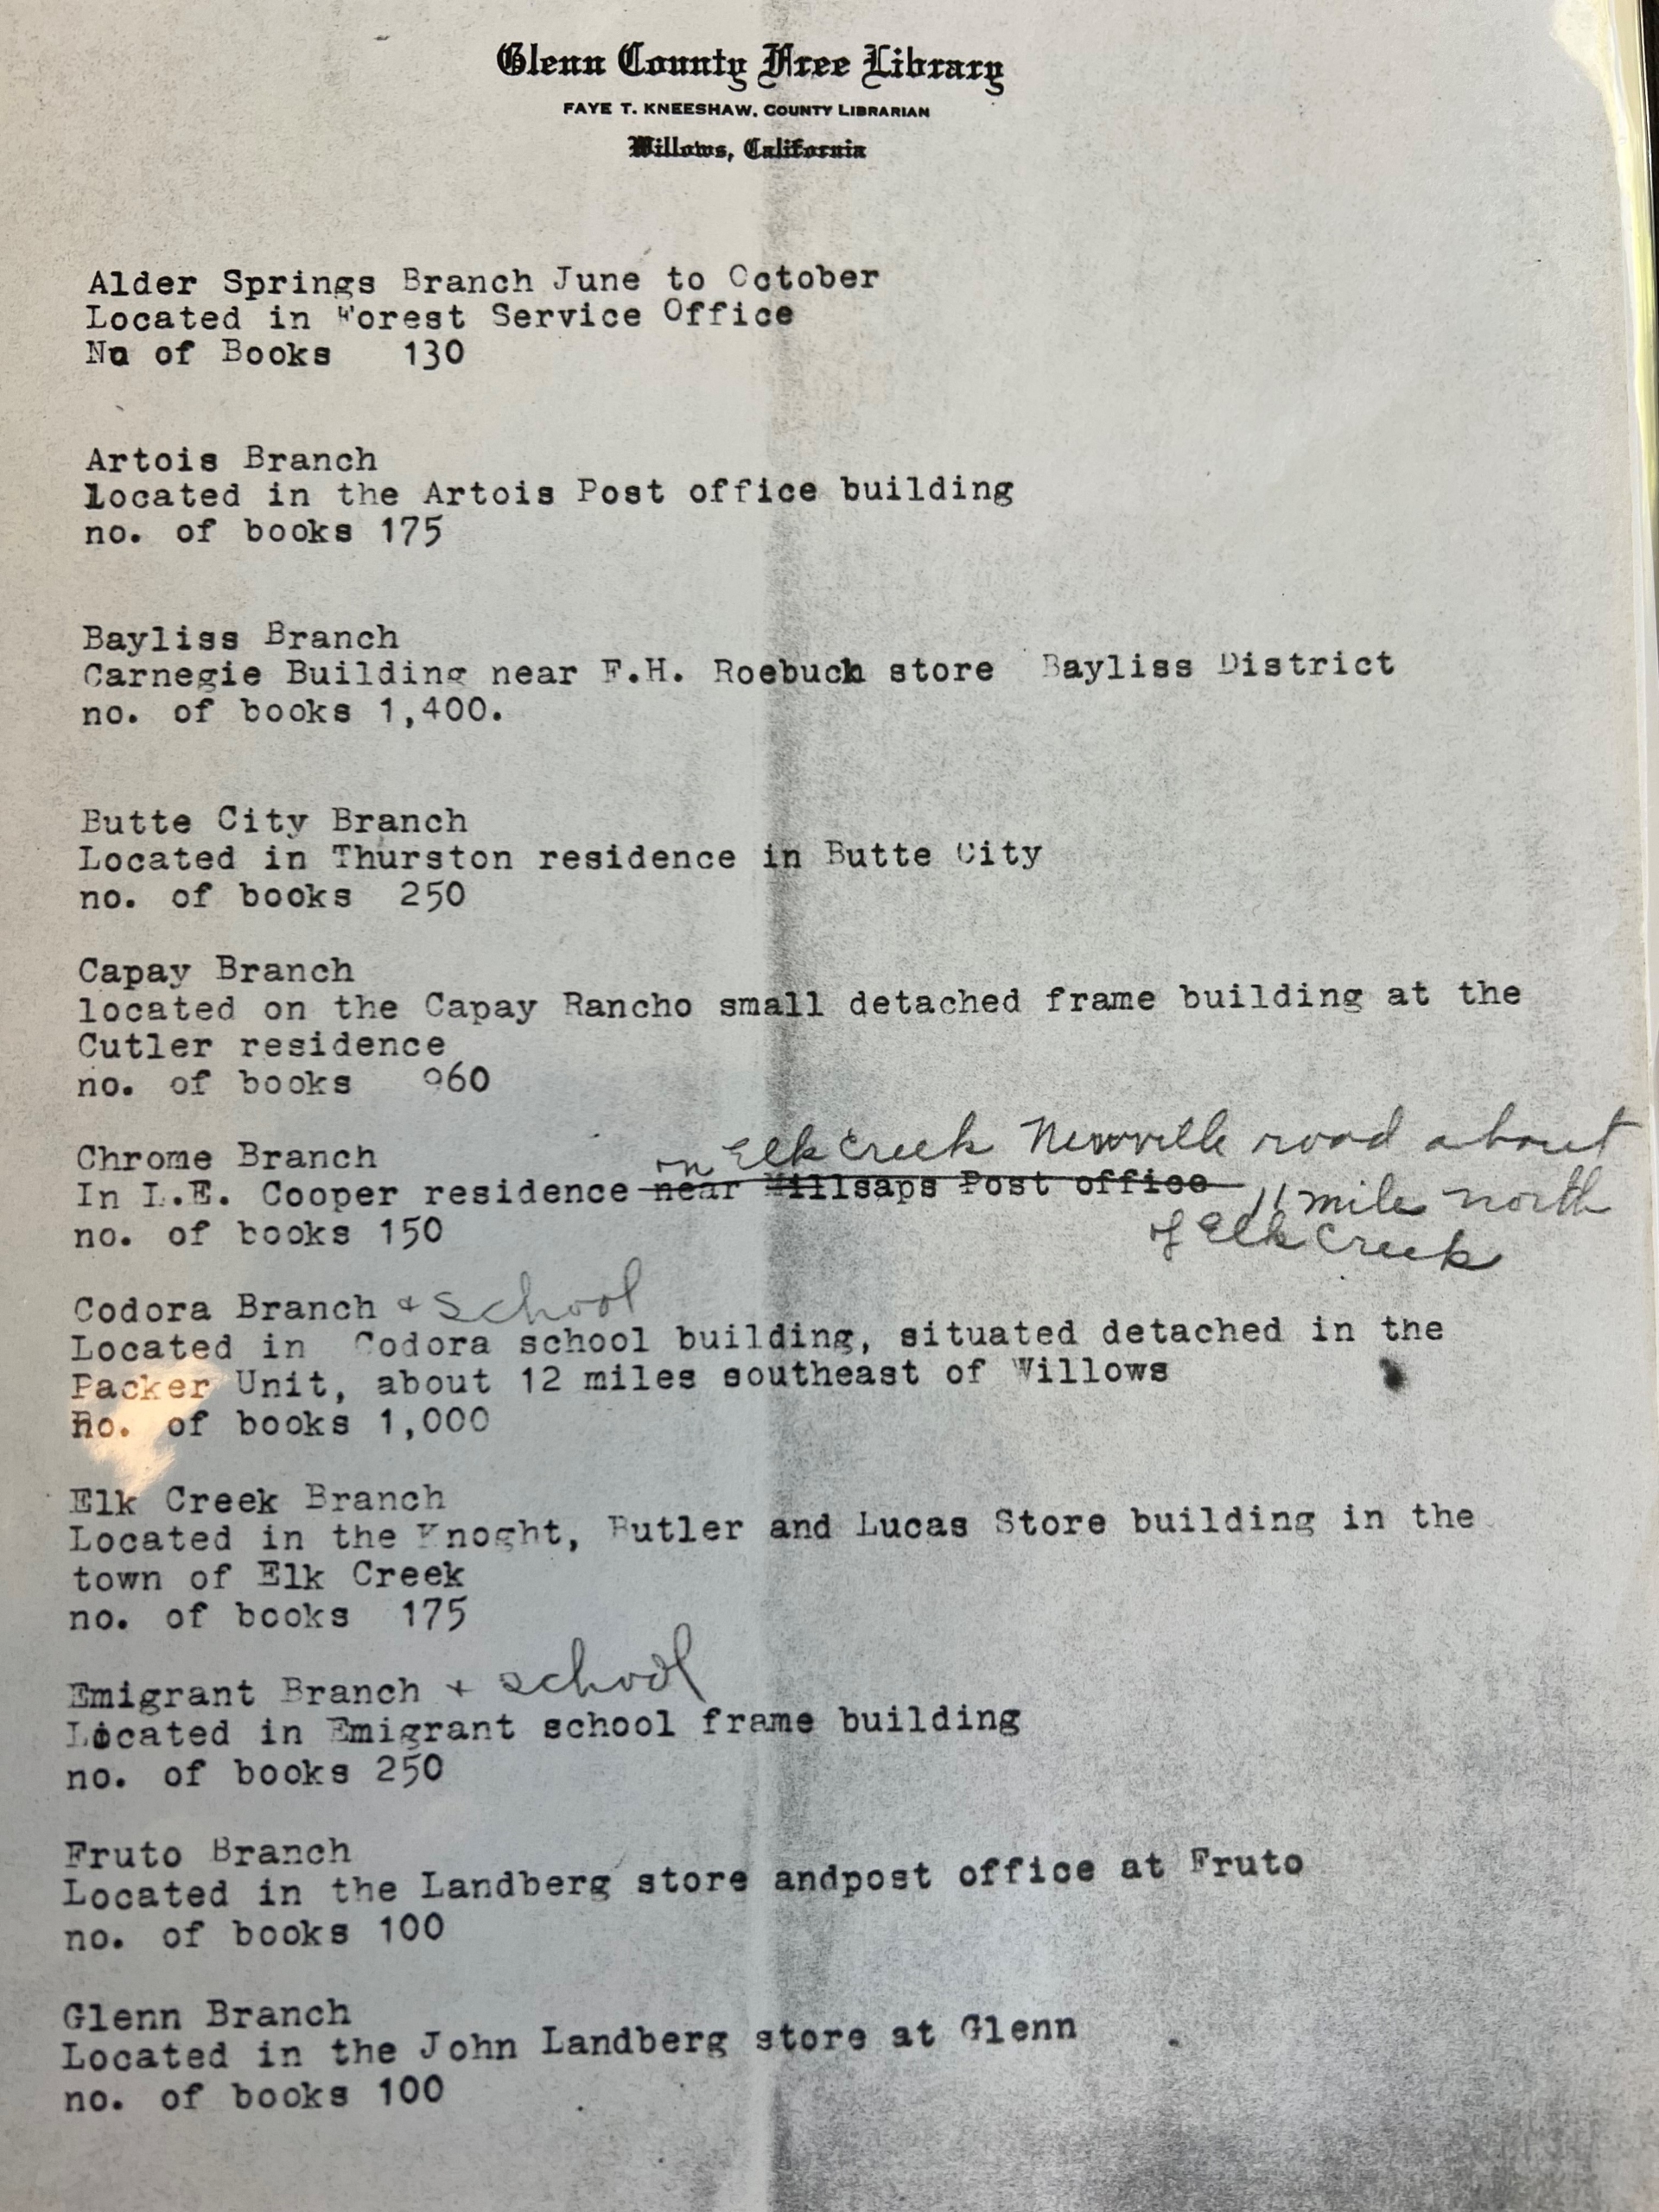 Glenn County Free Library
FAYE T. KNEESHAW, COUNTY LIBRARIAN
Willows, California
Alder Springs Branch June to October
Located in Forest Service Office
No of Books 130
Artois Branch
located in the Artois Post office building
no. of books 175
Bayliss Branch
Carnegie Building near F.H. Roebuck store Bayliss District
no. of books 1,400.
Butte City Branch
Located in Thurston residence in Butte City
no. of books 250
Capay Branch
located on the Capay Rancho small detached frame building at the
Cutler residence
no. of books 960
Chrome Branch
on Elk Creek Newville road about
In I.E. Cooper residence near Millsaps Post office 11 mile north
of Elk Creek
no. of books 150
Codora Branch + school
Located in Codora school building, situated detached in the
Packer Unit, about 12 miles southeast of Willows
no. of books 1,000
Elk Creek Branch
Located in the Knoght, Butler and Lucas Store building in the
town of Elk Creek
no. of books 175
Emigrant Branch + school
Located in Emigrant school frame building
no. of books 250
Fruto Branch
Located in the Landberg store andpost office at Fruto
no. of books 100
Glenn Branch
Located in the John Landberg store at Glenn
no. of books 100